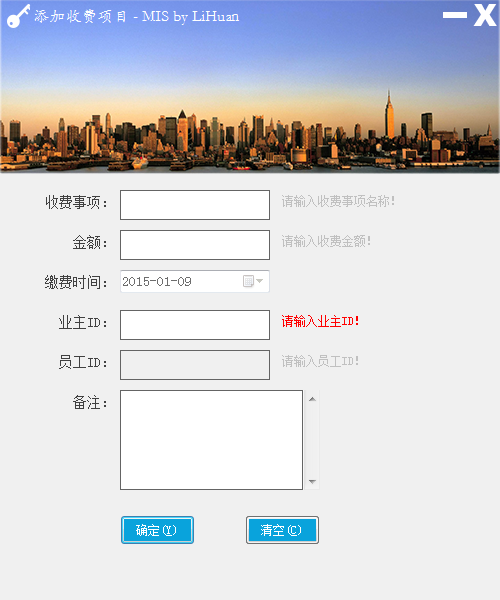 添加收费项目 - MIS by LiHuan
收费事项： 请输入收费事项名称!
金额： 请输入收费金额!
缴费时间： 2015-01-09
业主ID： 请输入业主ID!
员工ID： 请输入员工ID!
备注：
确定(Y) 清空(C)